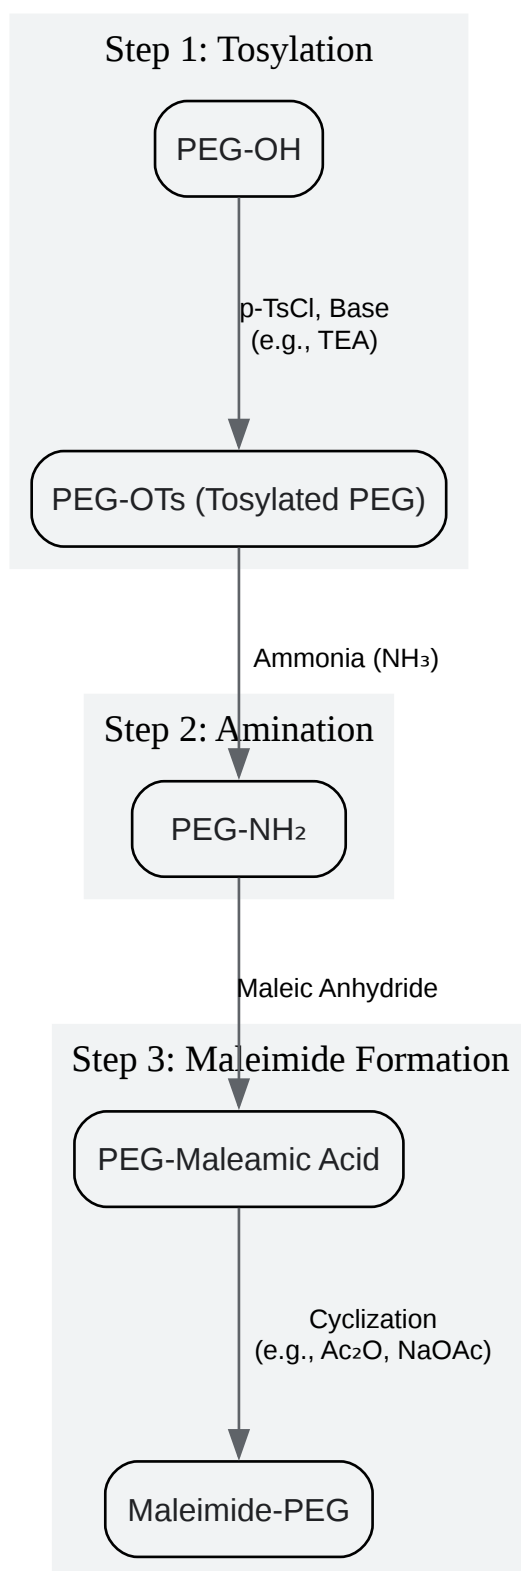 Step 1: Tosylation
PEG-OH
p-TsCl, Base
(e.g., TEA)
PEG-OTs (Tosylated PEG)
Ammonia (NH₃)
Step 2: Amination
PEG-NH₂
Maleic Anhydride
Step 3: Maleimide Formation
PEG-Maleamic Acid
Cyclization
(e.g., Ac₂O, NaOAc)
Maleimide-PEG